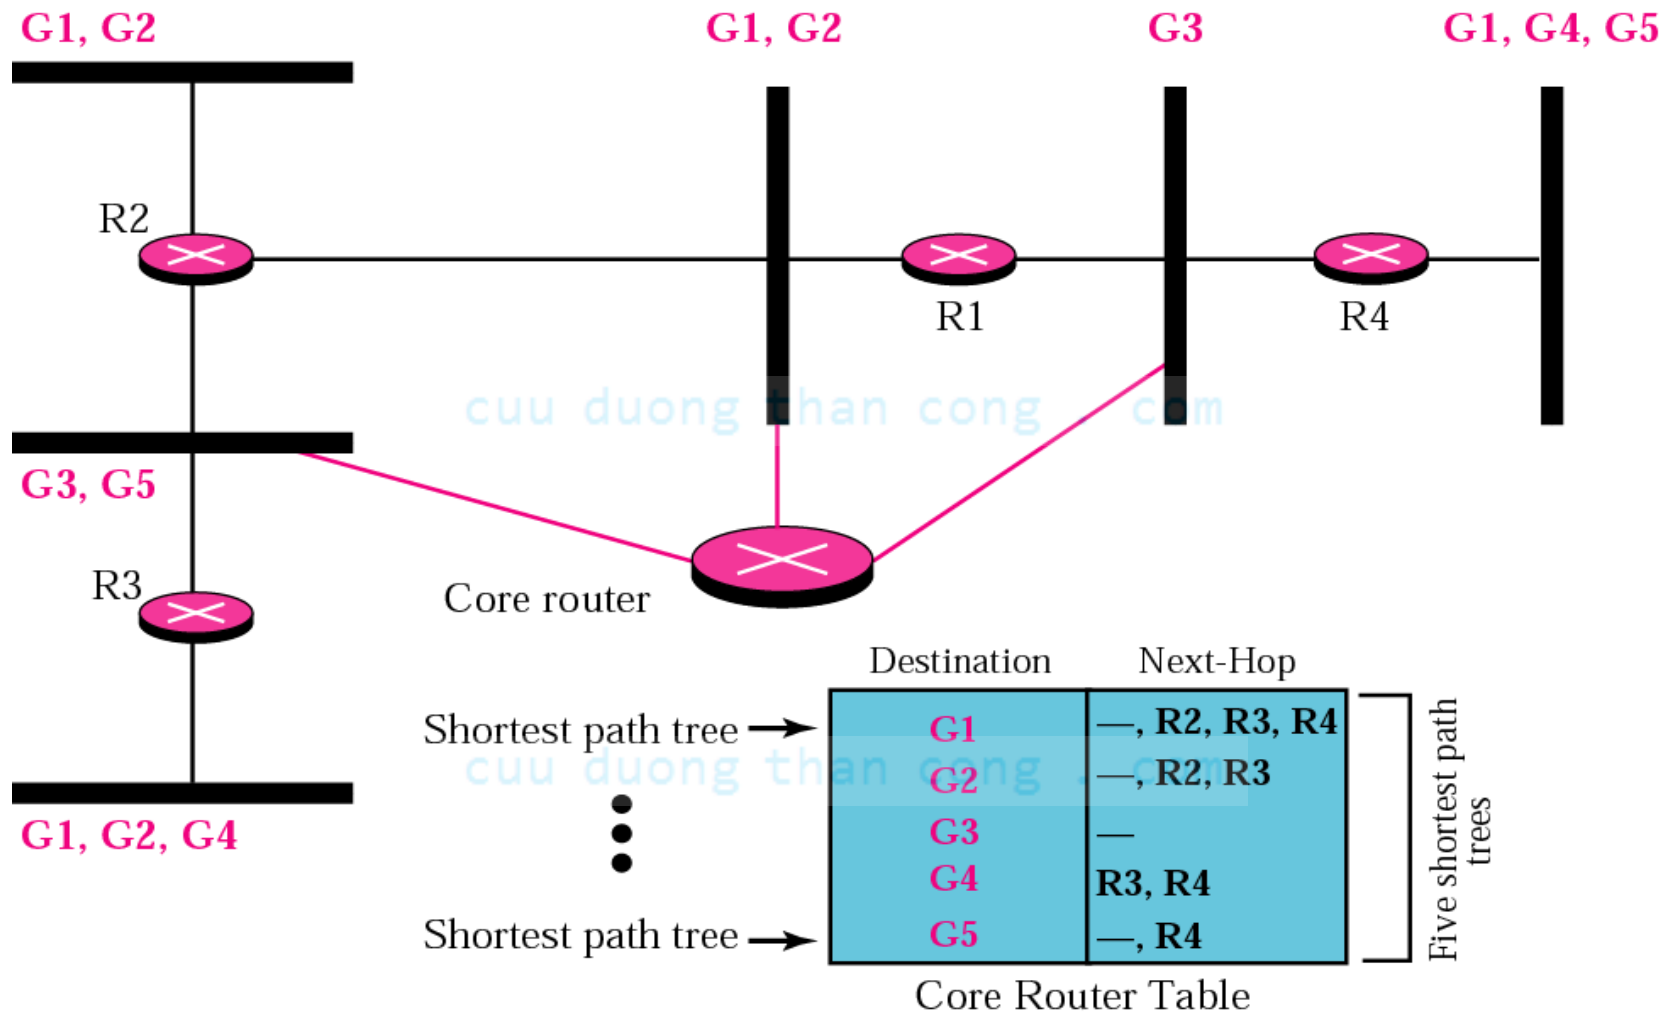 G1, G2
G1, G2
G3
G1, G4, G5
R2
R1
R4
cuu duong than cong . com
G3, G5
R3
Core router
G1, G2, G4
Destination Next-Hop
Shortest path tree G1 —, R2, R3, R4
cuu duong than cong . com
G2 —, R2, R3
G3 —
G4 R3, R4
Shortest path tree G5 —, R4
Five shortest path
trees
Core Router Table